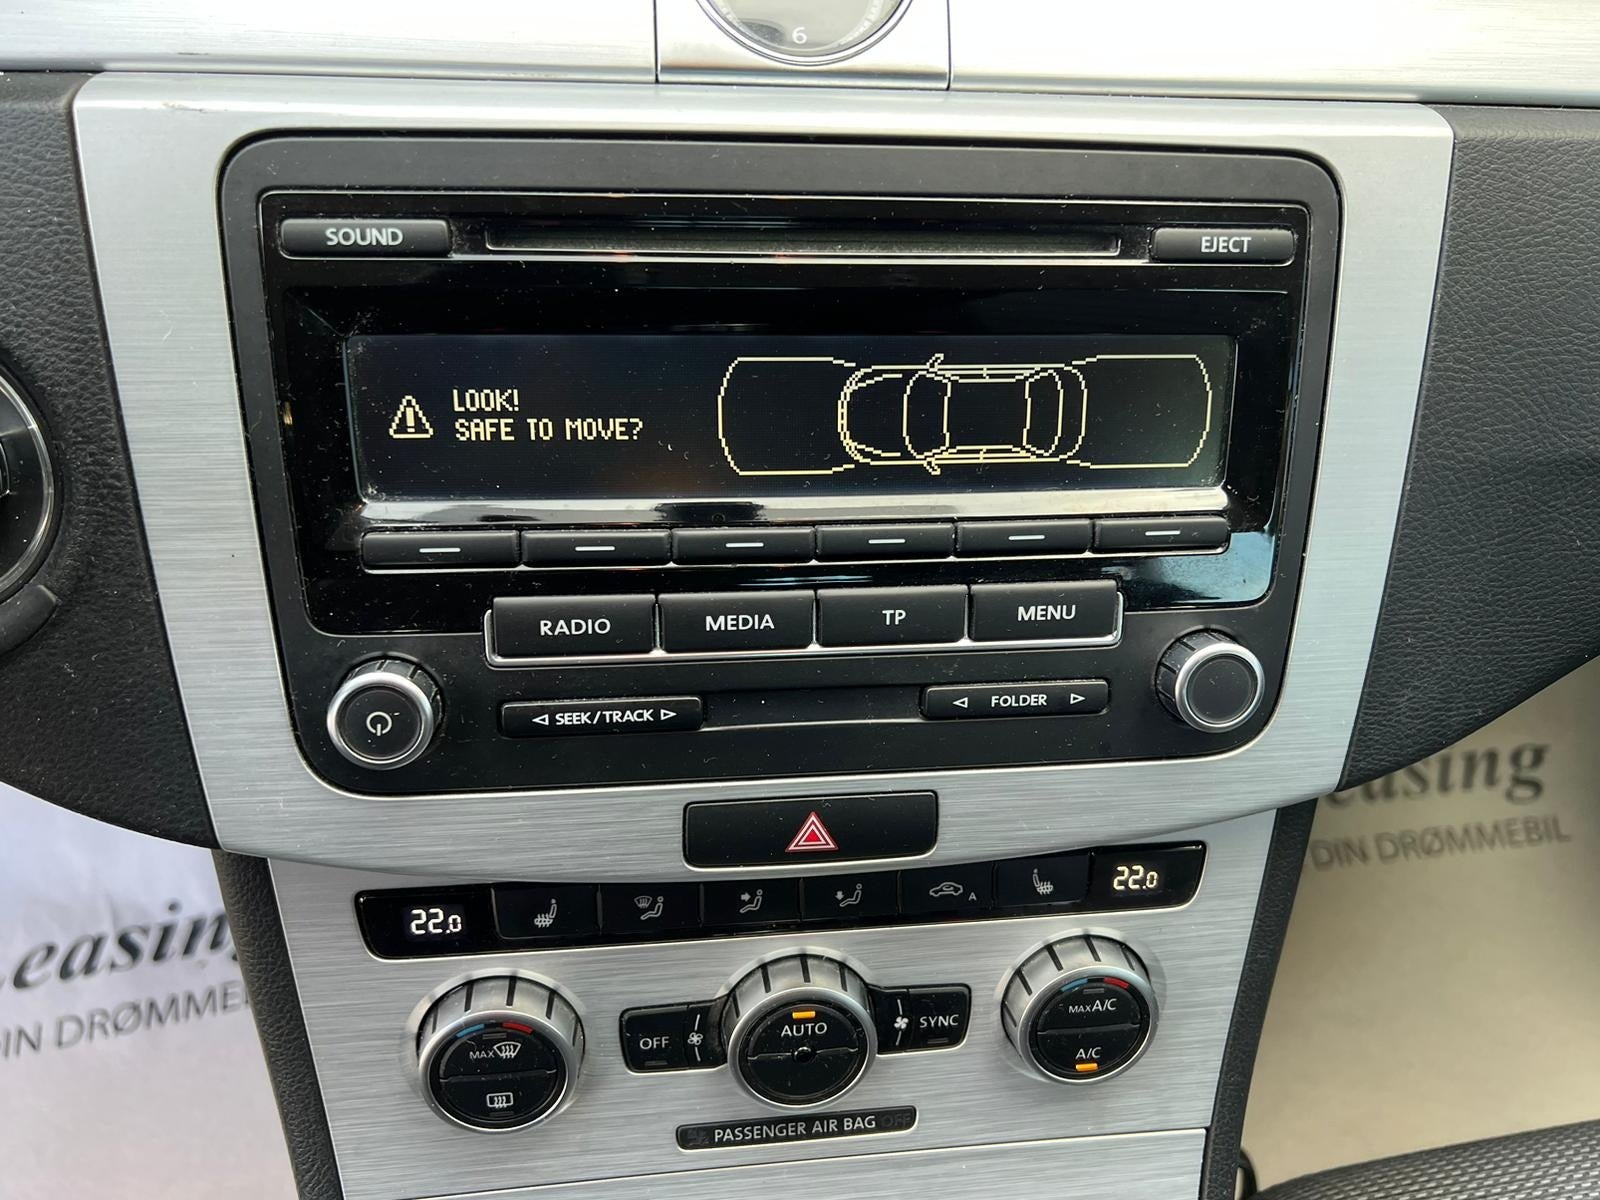 6
SOUND
EJECT
LOOK!
SAFE TO MOVE?
RADIO
MEDIA
TP
MENU
SEEK/TRACK
FOLDER
22.0
A
22.0
MAX
OFF
AUTO
SYNC
MAX A/C
A/C
PASSENGER AIR BAG OFF
easing
DIN DRØMMEBIL
easing
DIN DRØMMEBIL